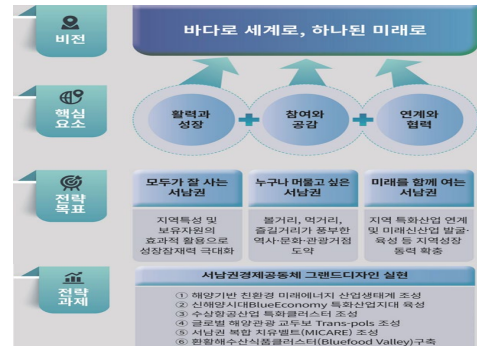 비전
바다로 세계로, 하나된 미래로
핵심
요소
활력과
성장
참여와
공감
연계와
협력
전략
목표
모두가 잘 사는
서남권
지역특성 및
보유자원의
효과적 활용으로
성장잠재력 극대화
누구나 머물고 싶은
서남권
볼거리, 먹거리,
즐길거리가 풍부한
역사·문화·관광거점
도약
미래를 함께 여는
서남권
지역 특화산업 연계
및 미래신산업 발굴·
육성 등 지역성장
동력 확충
전략
과제
서남권경제공동체 그랜드디자인 실현
① 해양기반 친환경 미래에너지 산업생태계 조성
② 신해양시대BlueEconomy 특화산업지대 육성
③ 수상항공산업 특화클러스터 조성
④ 글로벌 해양관광 교두보 Trans-pols 조성
⑤ 서남권 복합 치유벨트(MICARE) 조성
⑥ 환황해수산식품클러스터(Bluefood Valley)구축